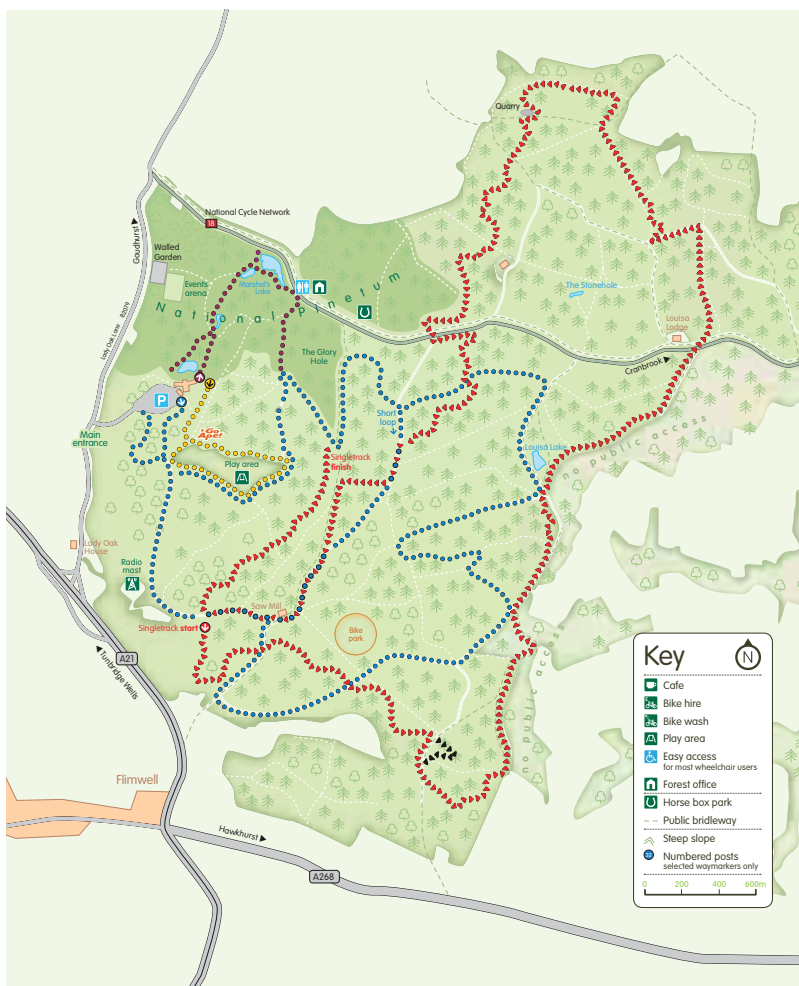 Quarry
National Cycle Network
18
Goudhurst
Walled
Garden
Events
arena
Marshal's
Lake
National Pinetum
The Stonehole
Louisa
Lodge
Lady Oak Lane B2079
The Glory
Hole
Cranbrook
P
Short
loop
Go
Ape!
Main
entrance
Louisa Lake
no public access
Play area
Singletrack
finish
Lady Oak
House
Radio
mast
Saw Mill
Singletrack start
Bike
park
A21
Tunbridge Wells
no public access
Flimwell
Hawkhurst
A268
Key
N
Cafe
Bike hire
Bike wash
Play area
Easy access
for most wheelchair users
Forest office
Horse box park
Public bridleway
Steep slope
Numbered posts
selected waymarkers only
0 200 400 600m